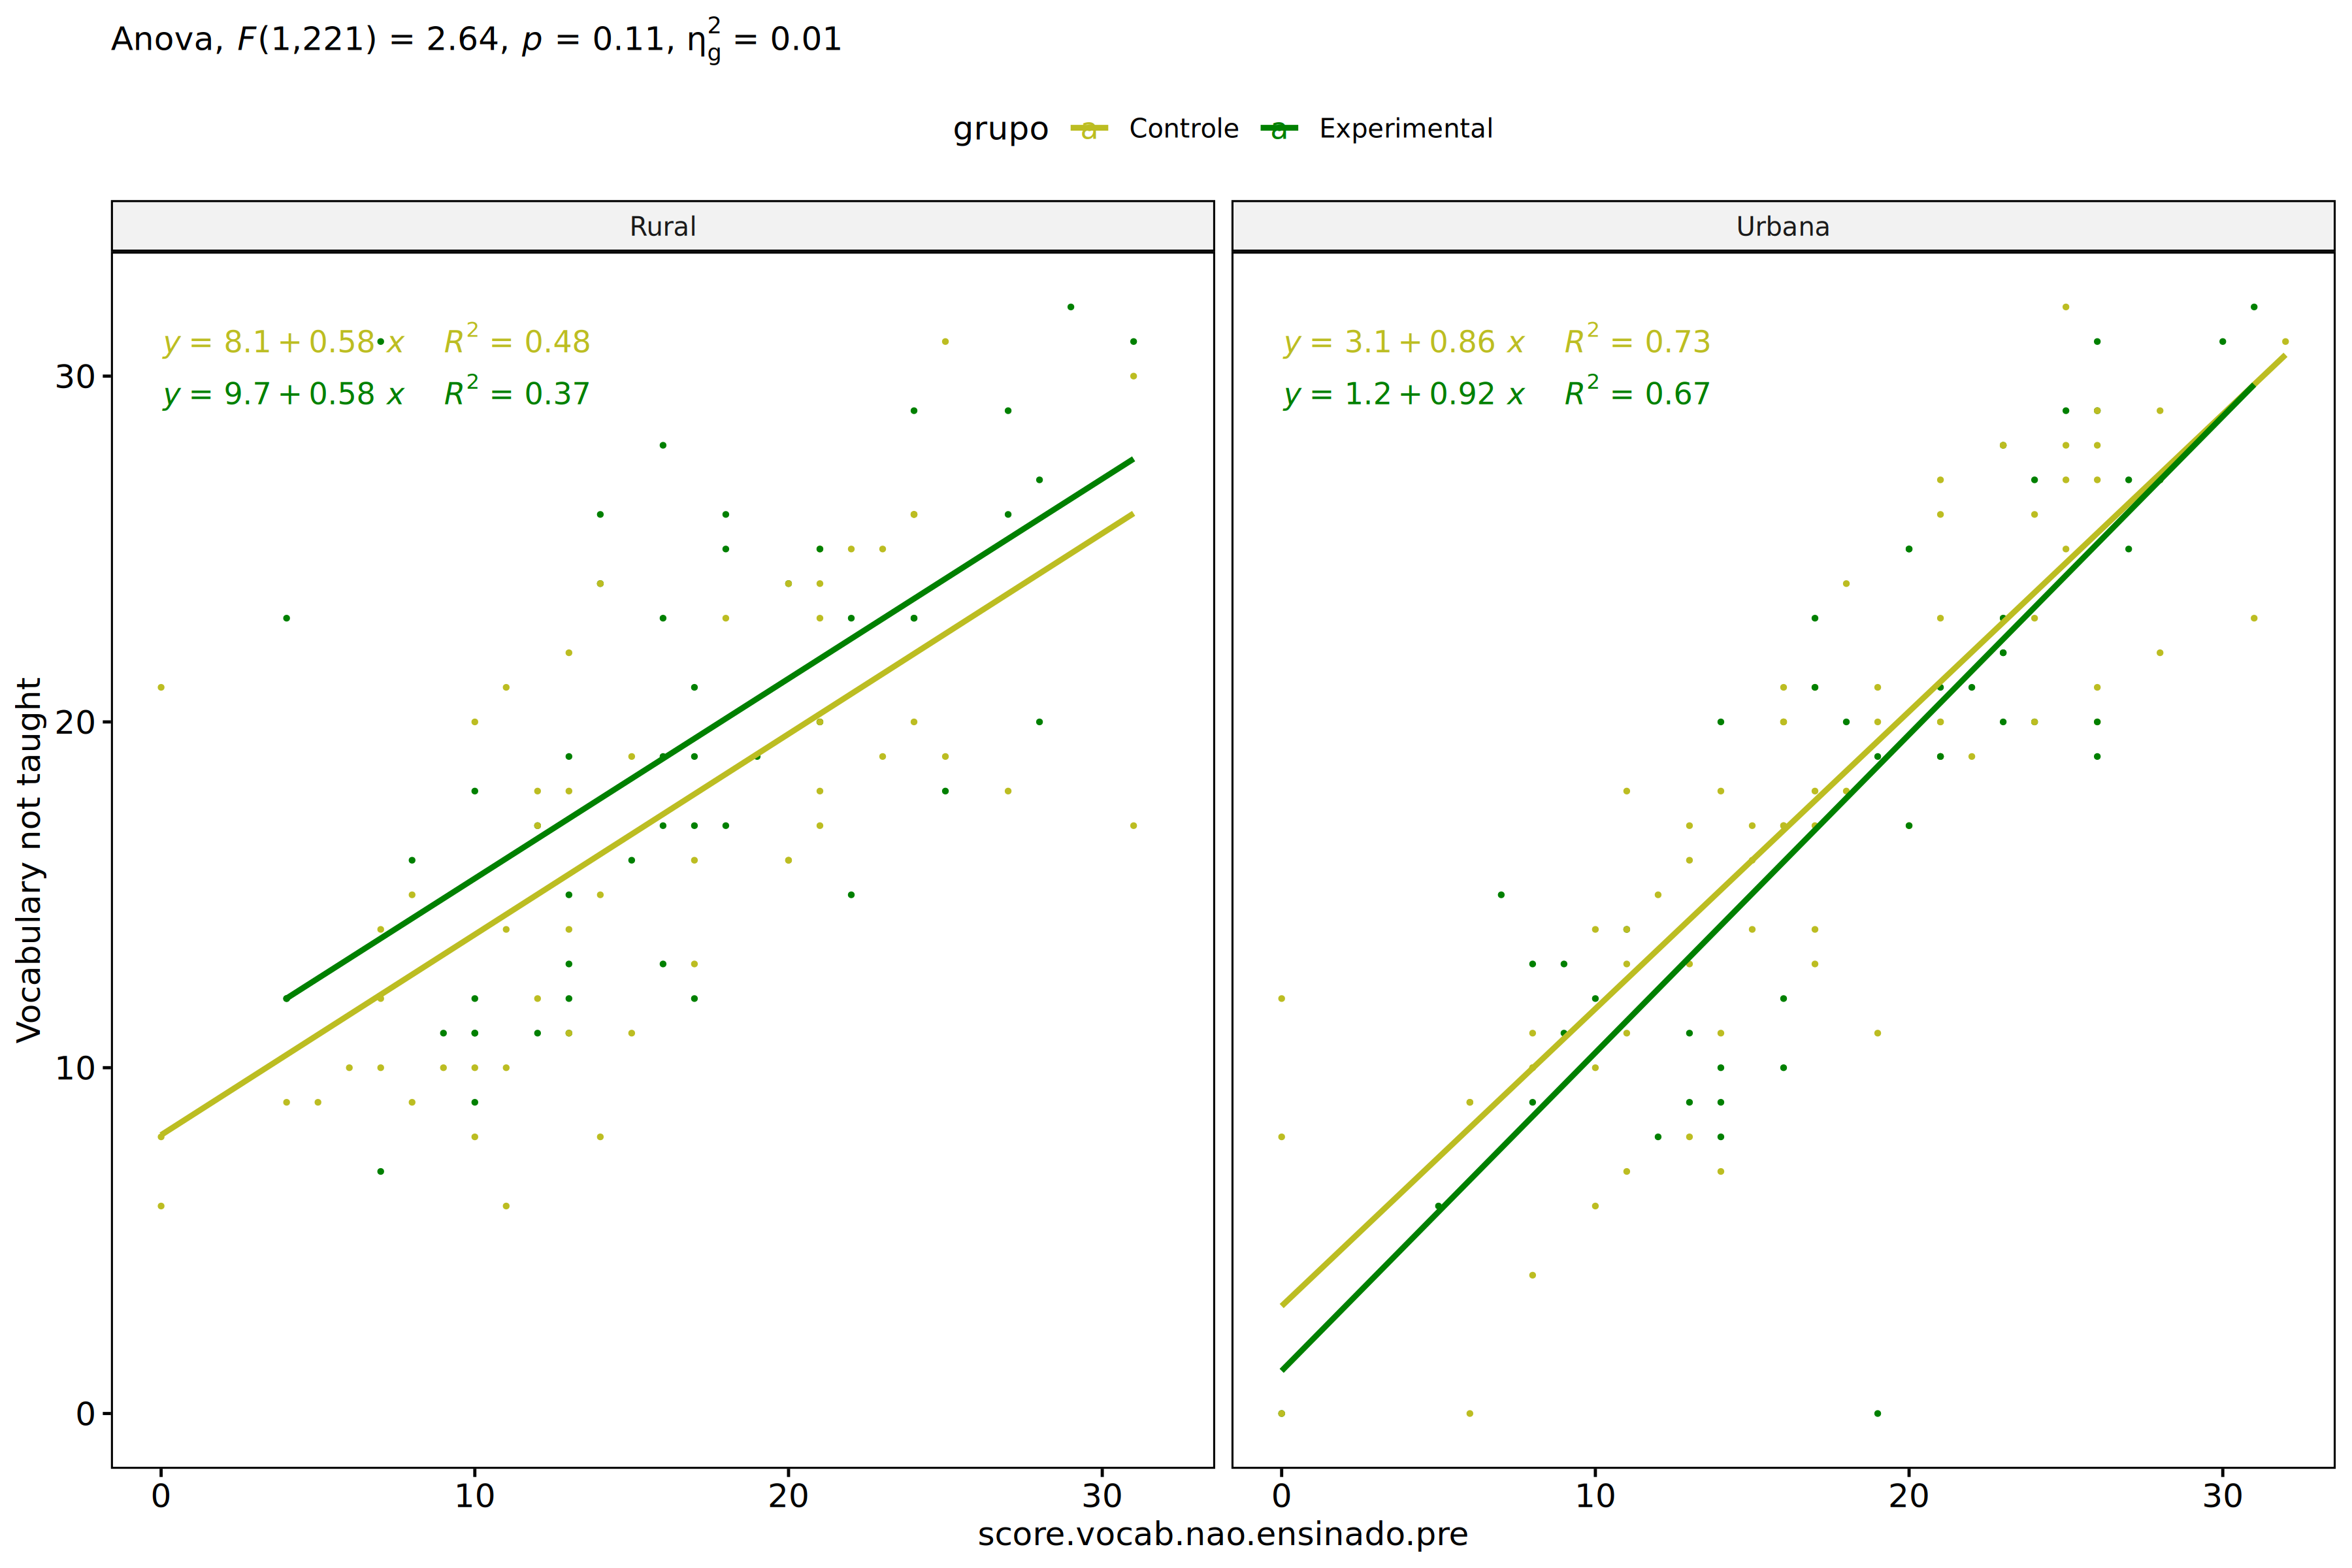 Anova, F(1,221) = 2.64, p = 0.11, η²g = 0.01
grupo a Controle a Experimental
Rural
Urbana
y = 8.1 + 0.58 x R² = 0.48
y = 9.7 + 0.58 x R² = 0.37
y = 3.1 + 0.86 x R² = 0.73
y = 1.2 + 0.92 x R² = 0.67
Vocabulary not taught
30
20
10
0
0 10 20 30
0 10 20 30
score.vocab.nao.ensinado.pre